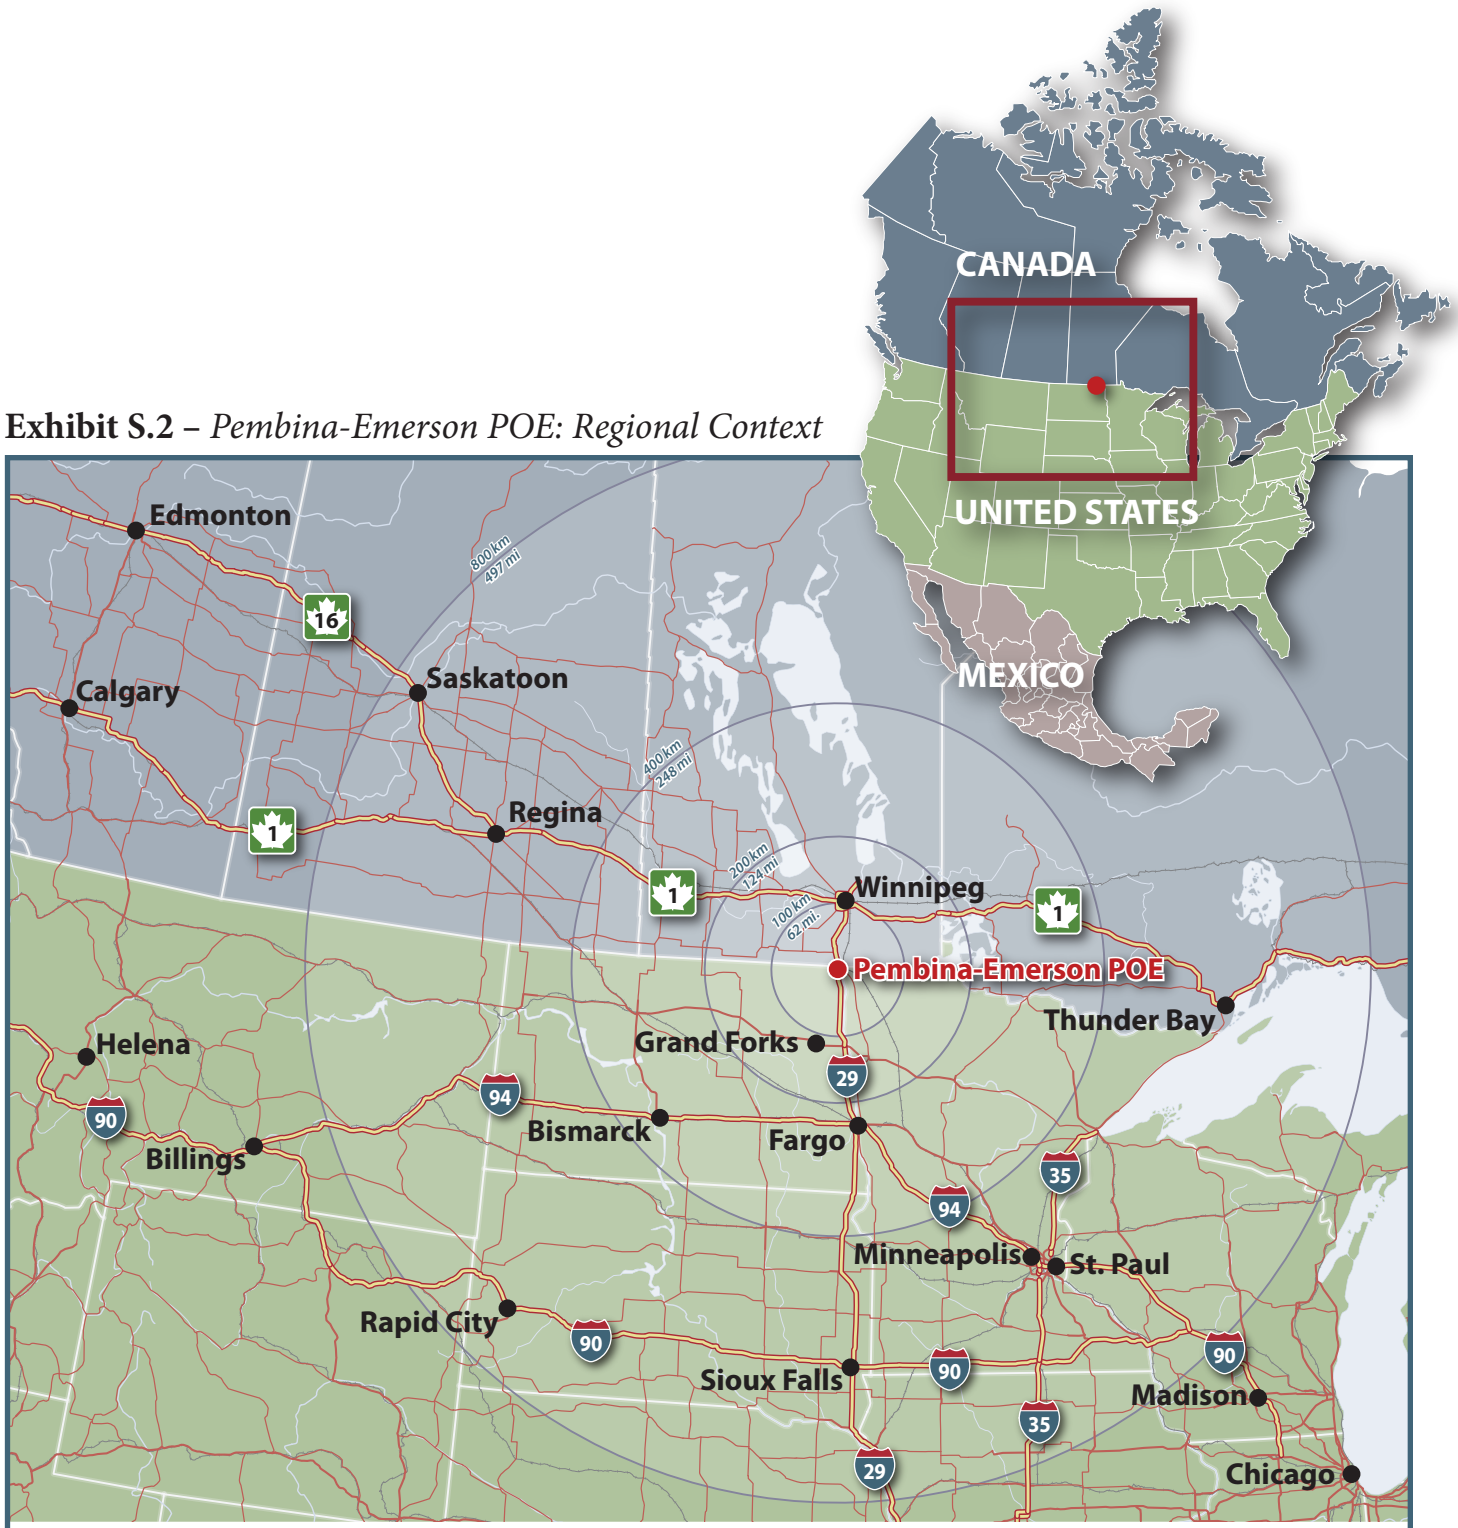 CANADA
Exhibit S.2 – Pembina-Emerson POE: Regional Context
UNITED STATES
MEXICO
Edmonton
800 km
497 mi
16
Saskatoon
Calgary
400 km
248 mi
Regina
1
200 km
124 mi
1
Winnipeg
100 km
62 mi.
1
Pembina-Emerson POE
Thunder Bay
Helena
Grand Forks
29
94
90
Bismarck
Fargo
Billings
35
94
Minneapolis
St. Paul
Rapid City
90
90
90
Sioux Falls
Madison
35
29
Chicago